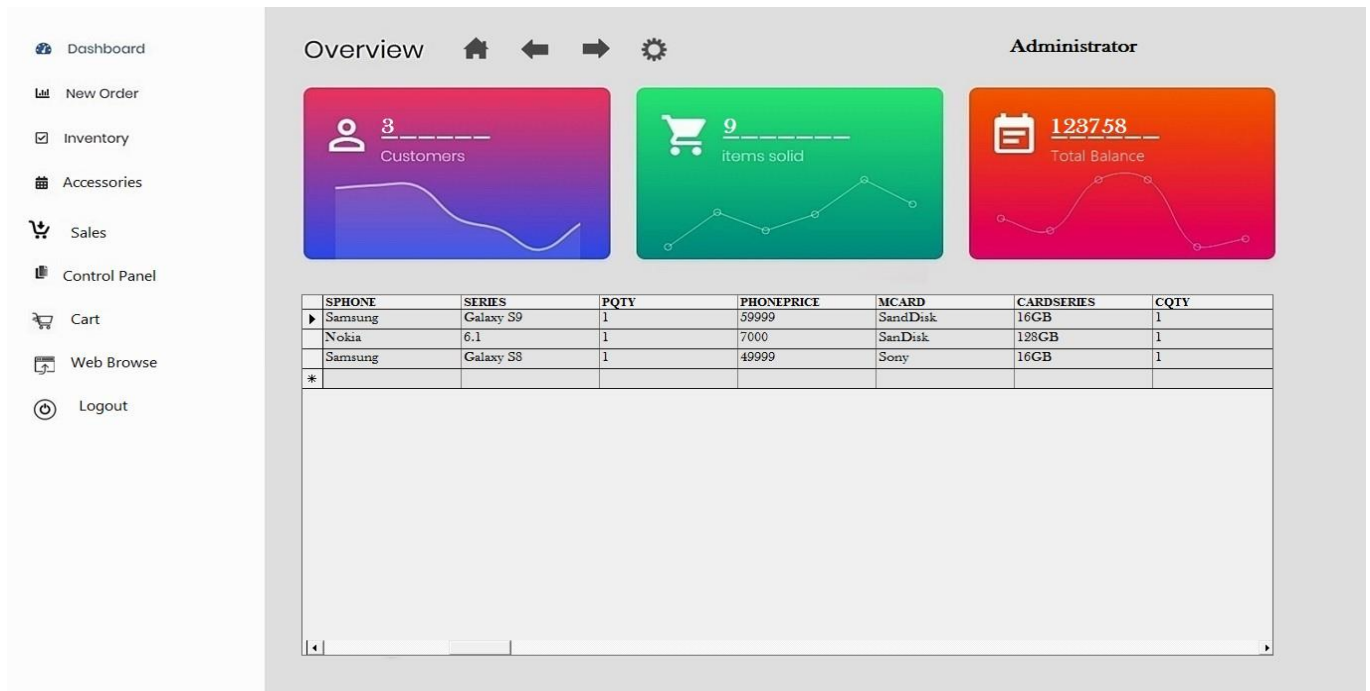 Dashboard
New Order
Inventory
Accessories
Sales
Control Panel
Cart
Web Browse
Logout
Overview
Administrator
3
Customers
9
items solid
123758
Total Balance
SPHONE SERIES PQTY PHONEPRICE MCARD CARDSERIES CQTY
Samsung Galaxy S9 1 59999 SandDisk 16GB 1
Nokia 6.1 1 7000 SanDisk 128GB 1
Samsung Galaxy S8 1 49999 Sony 16GB 1